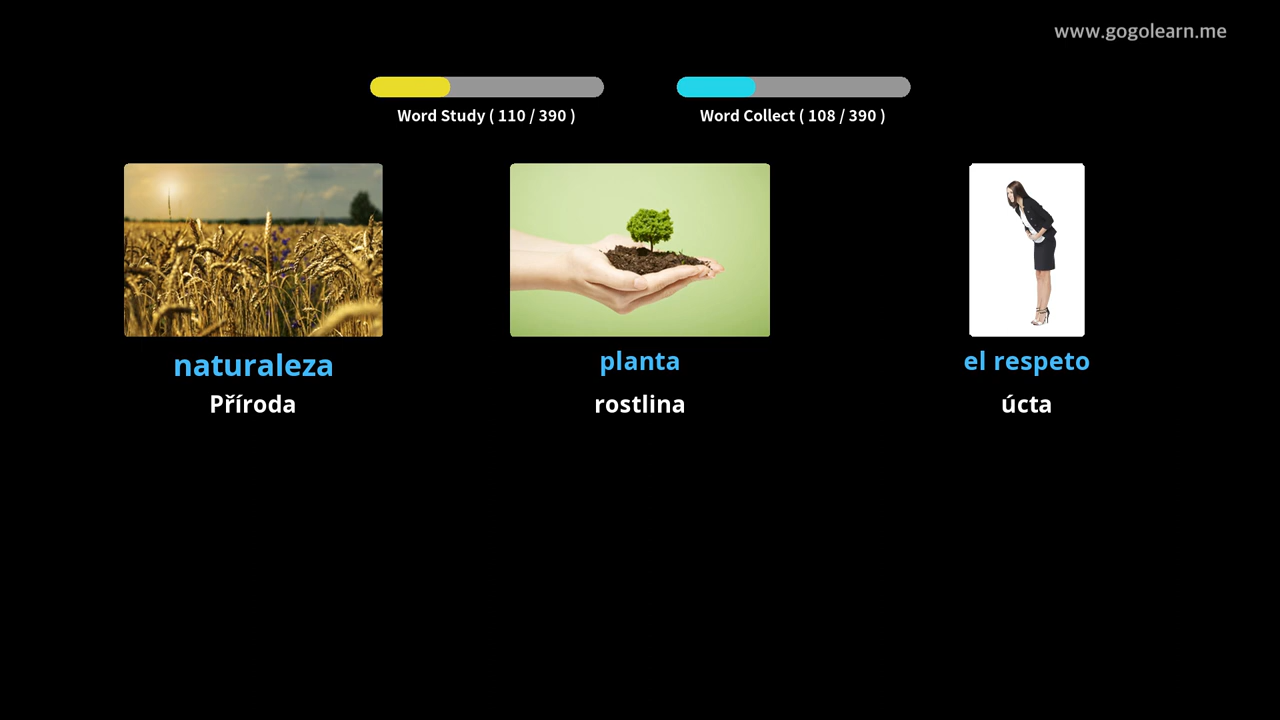 www.gogolearn.me
Word Study ( 110 / 390 )
Word Collect ( 108 / 390 )
naturaleza
planta
el respeto
Příroda
rostlina
úcta